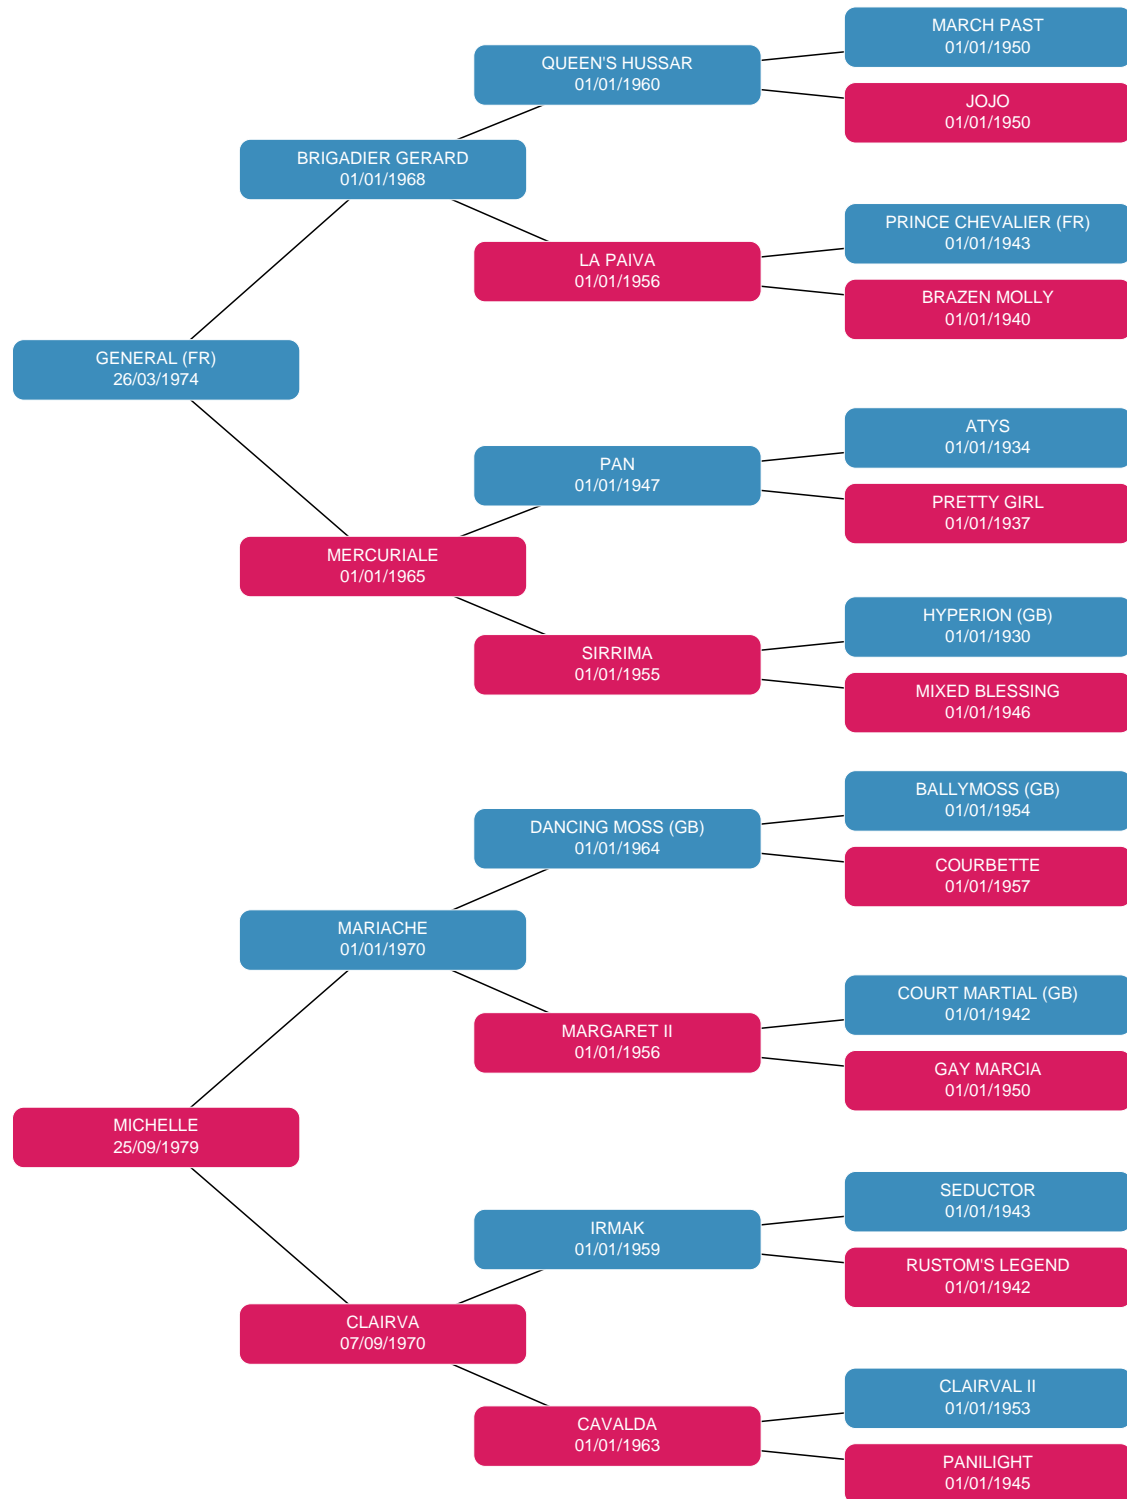 MARCH PAST
01/01/1950
QUEEN'S HUSSAR
01/01/1960
JOJO
01/01/1950
BRIGADIER GERARD
01/01/1968
PRINCE CHEVALIER (FR)
01/01/1943
LA PAIVA
01/01/1956
BRAZEN MOLLY
01/01/1940
GENERAL (FR)
26/03/1974
ATYS
01/01/1934
PAN
01/01/1947
PRETTY GIRL
01/01/1937
MERCURIALE
01/01/1965
HYPERION (GB)
01/01/1930
SIRRIMA
01/01/1955
MIXED BLESSING
01/01/1946
BALLYMOSS (GB)
01/01/1954
DANCING MOSS (GB)
01/01/1964
COURBETTE
01/01/1957
MARIACHE
01/01/1970
COURT MARTIAL (GB)
01/01/1942
MARGARET II
01/01/1956
GAY MARCIA
01/01/1950
MICHELLE
25/09/1979
SEDUCTOR
01/01/1943
IRMAK
01/01/1959
RUSTOM'S LEGEND
01/01/1942
CLAIRVA
07/09/1970
CLAIRVAL II
01/01/1953
CAVALDA
01/01/1963
PANILIGHT
01/01/1945